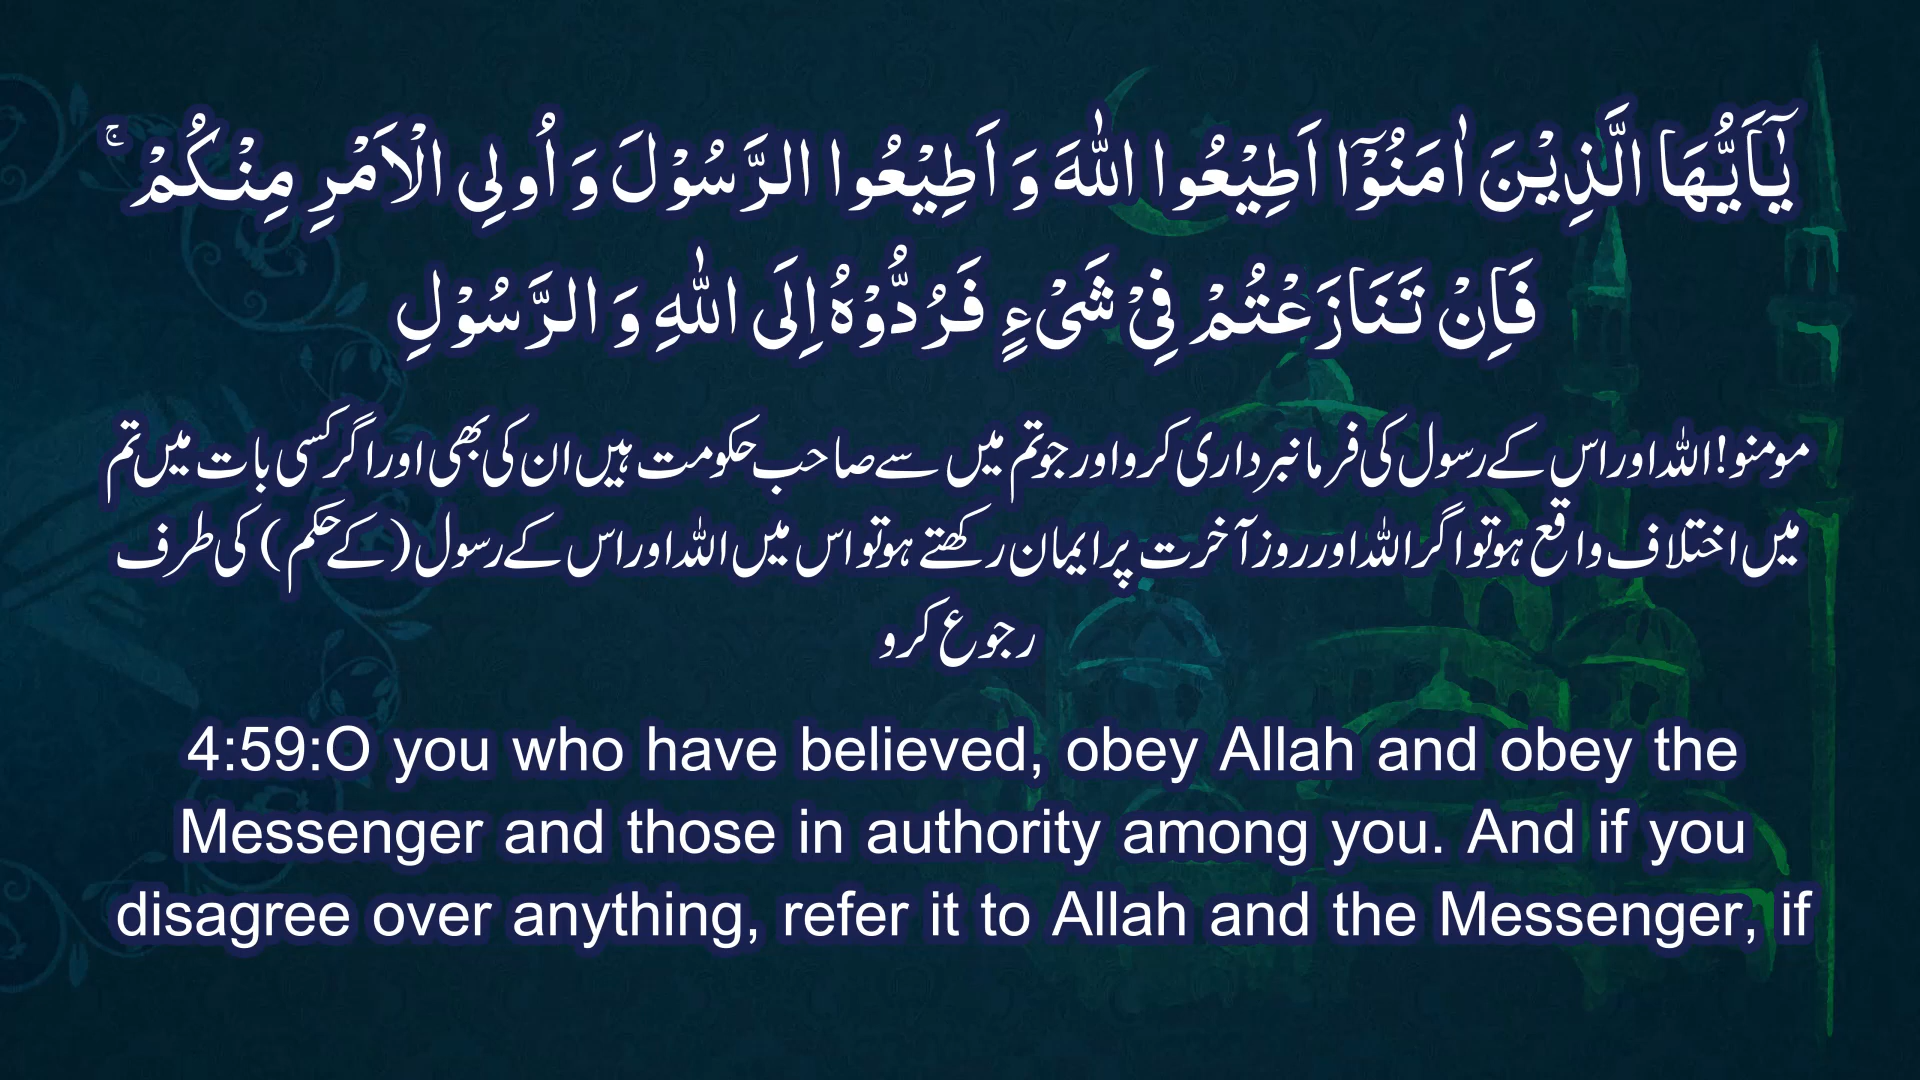 يٰۤاَيُّهَا الَّذِيْنَ اٰمَنُوْۤا اَطِيْعُوا اللّٰهَ وَ اَطِيْعُوا الرَّسُوْلَ وَ اُولِى الْاَمْرِ مِنْكُمْ ۚ
فَاِنْ تَنَازَعْتُمْ فِىْ شَىْءٍ فَرُدُّوْهُ اِلَى اللّٰهِ وَ الرَّسُوْلِ
مومنو! اللہ اور اس کے رسول کی فرمانبرداری کرو اور جو تم میں سے صاحب حکومت ہیں ان کی بھی اور اگر کسی بات میں تم
میں اختلاف واقع ہو تو اگر اللہ اور روز آخرت پر ایمان رکھتے ہو تو اس میں اللہ اور اس کے رسول (کے حکم) کی طرف
رجوع کرو
4:59:O you who have believed, obey Allah and obey the
Messenger and those in authority among you. And if you
disagree over anything, refer it to Allah and the Messenger, if